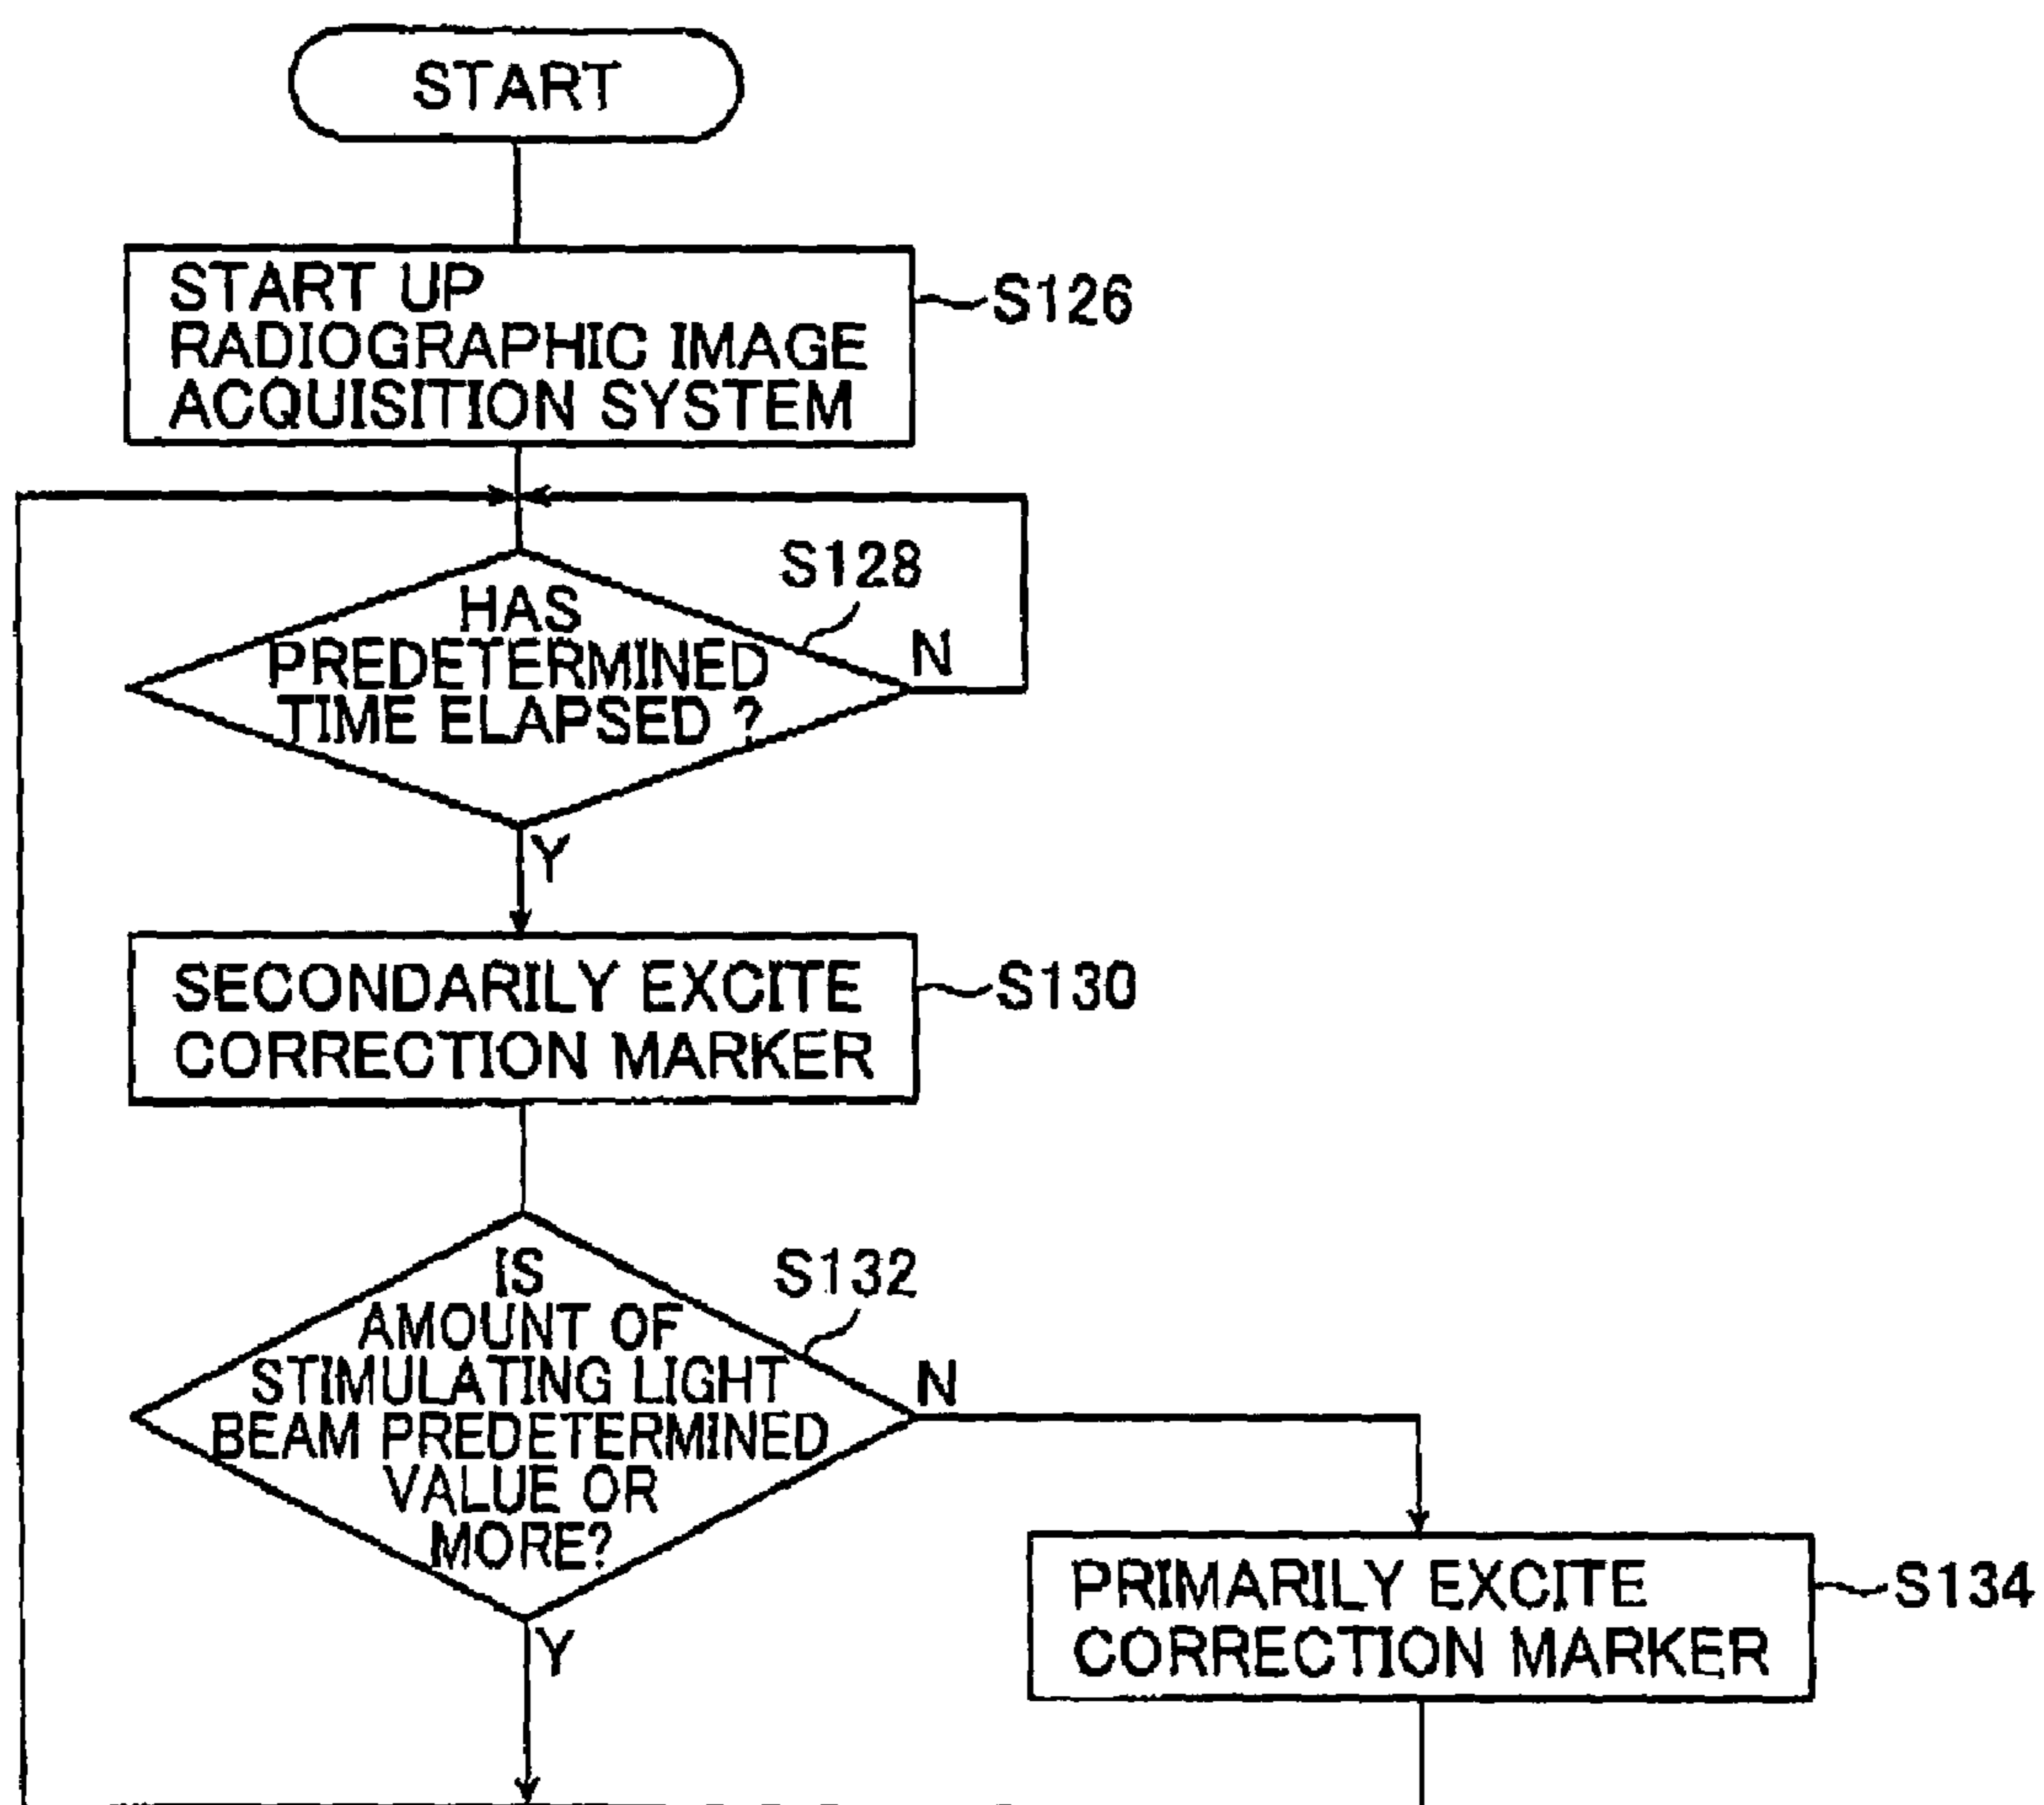 START
START UP
RADIOGRAPHIC IMAGE
ACQUISITION SYSTEM
S126
S128
HAS
PREDETERMINED
TIME ELAPSED ?
N
Y
SECONDARILY EXCITE
CORRECTION MARKER
S130
S132
IS
AMOUNT OF
STIMULATING LIGHT
BEAM PREDETERMINED
VALUE OR
MORE?
N
Y
PRIMARILY EXCITE
CORRECTION MARKER
S134